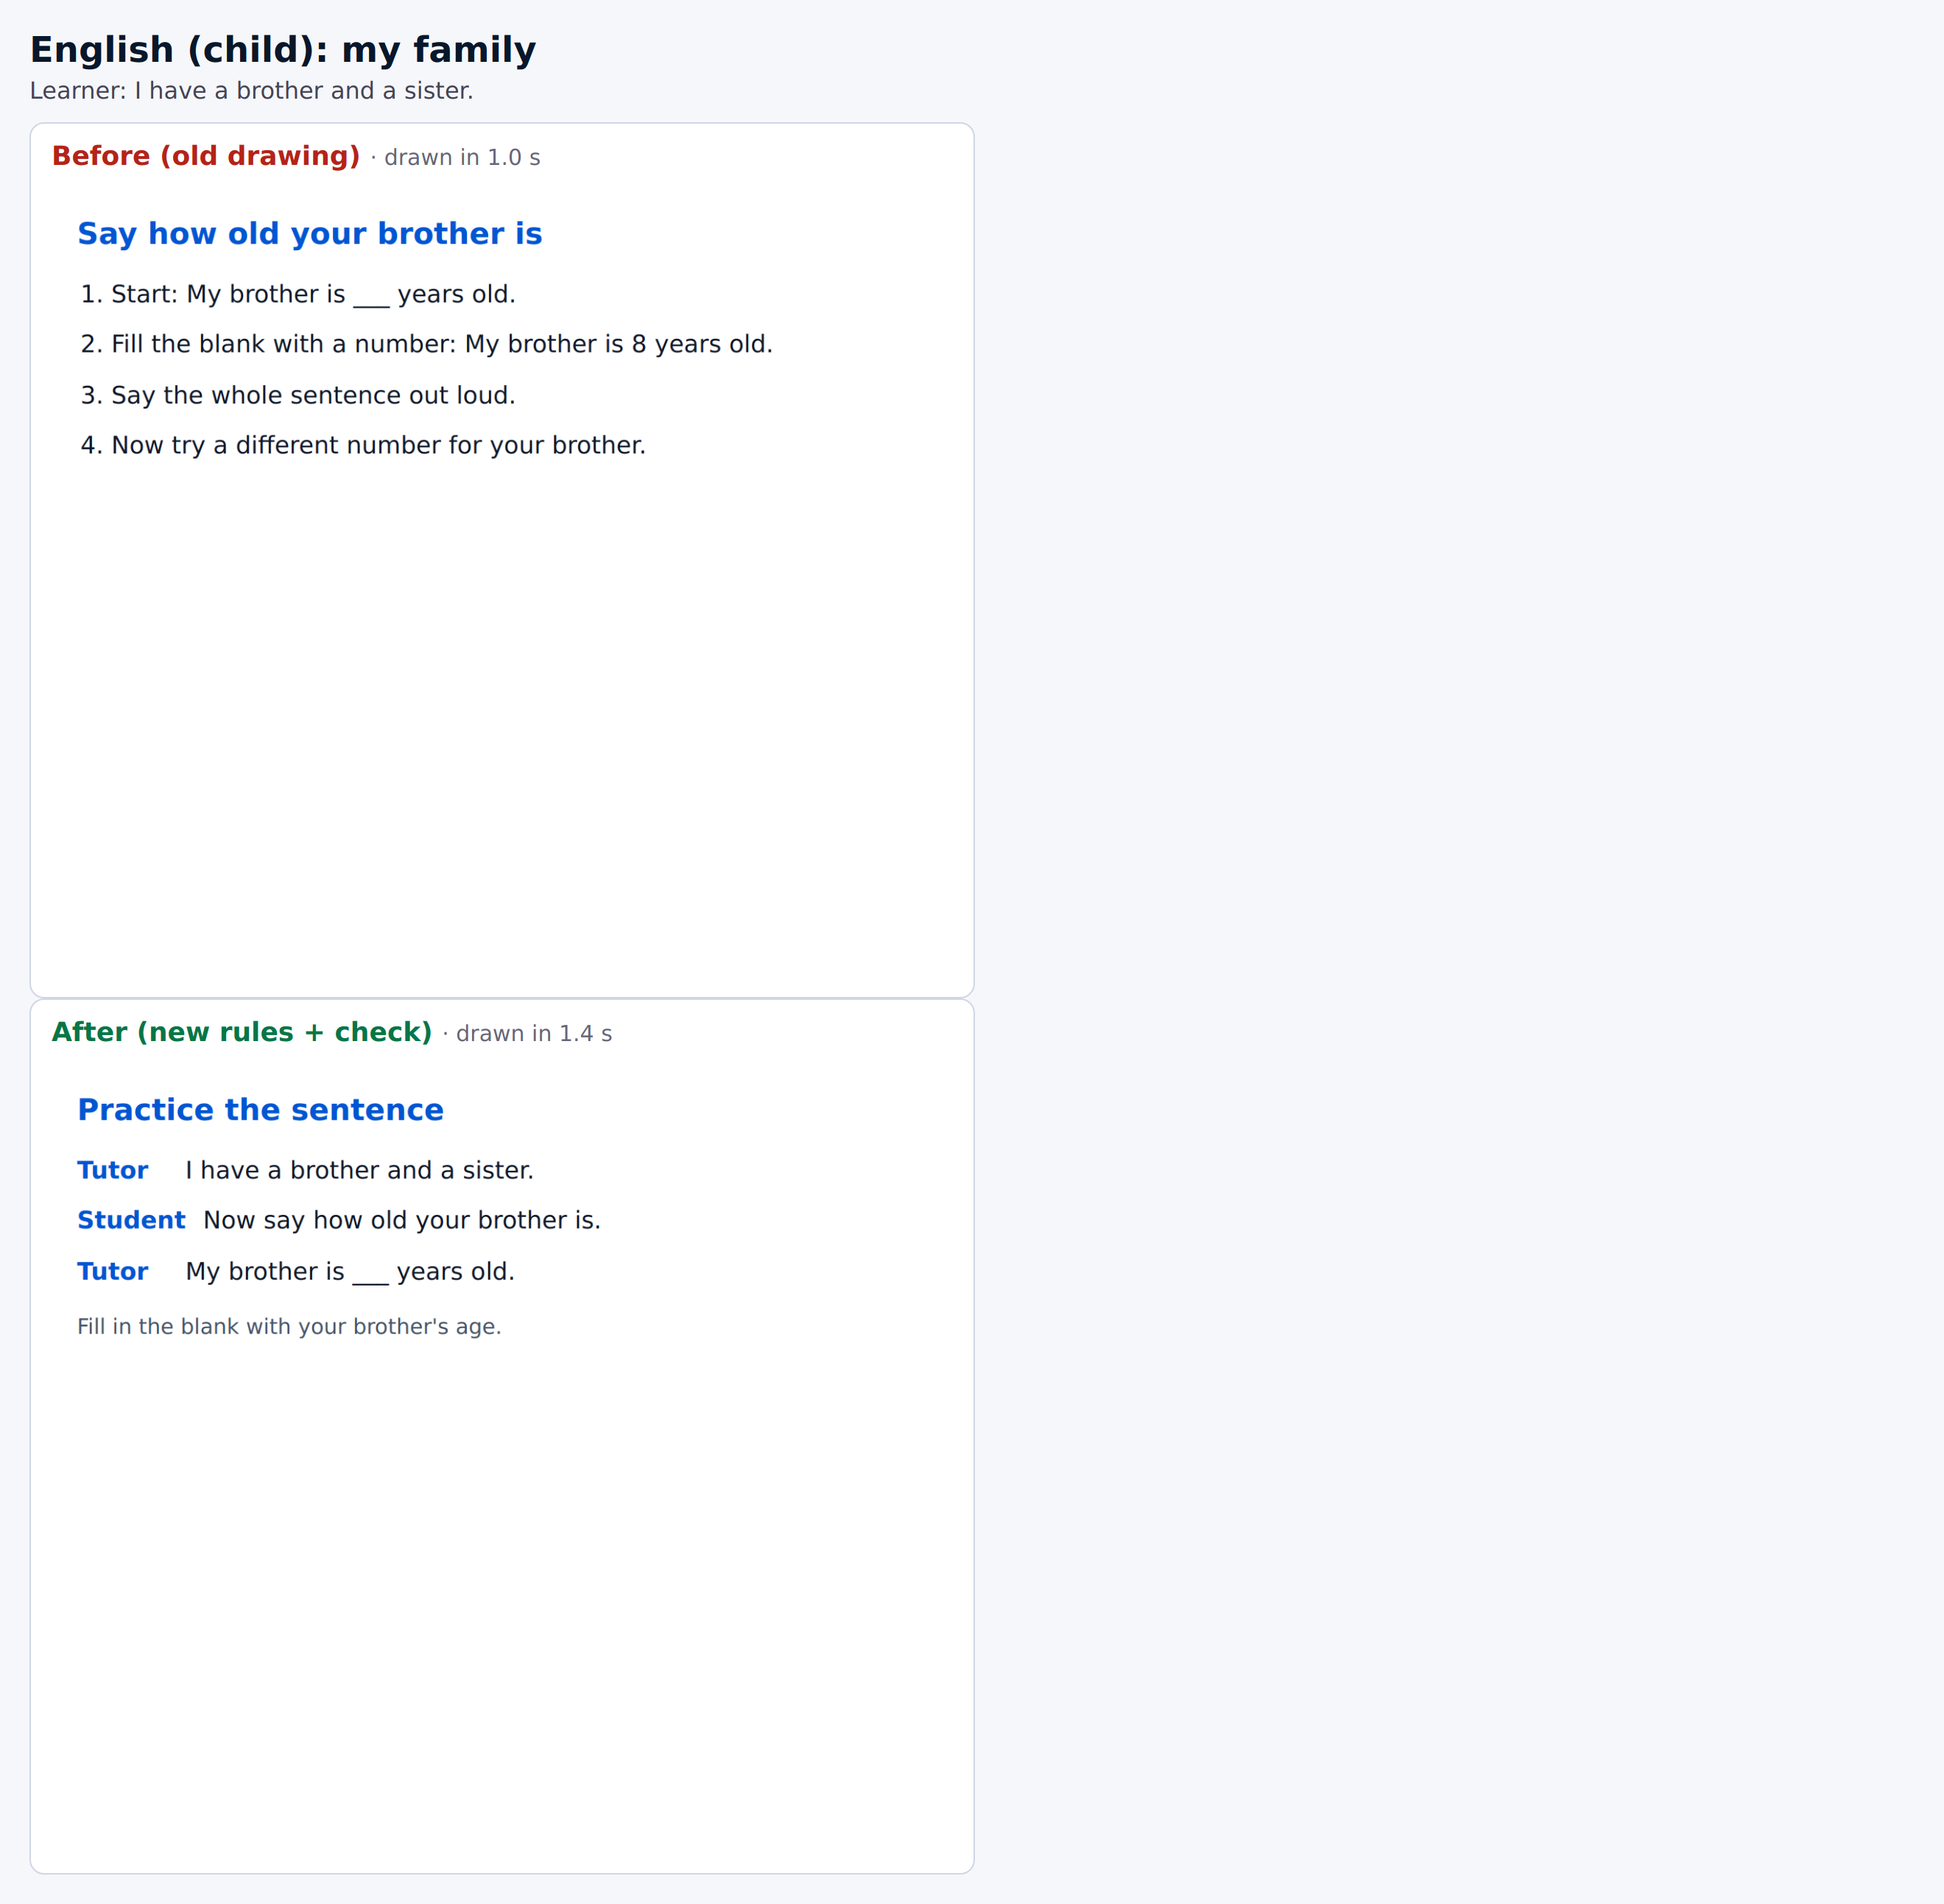 English (child): my family
Learner: I have a brother and a sister.
Before (old drawing) · drawn in 1.0 s
Say how old your brother is
1. Start: My brother is ___ years old.
2. Fill the blank with a number: My brother is 8 years old.
3. Say the whole sentence out loud.
4. Now try a different number for your brother.
After (new rules + check) · drawn in 1.4 s
Practice the sentence
Tutor I have a brother and a sister.
Student Now say how old your brother is.
Tutor My brother is ___ years old.
Fill in the blank with your brother's age.